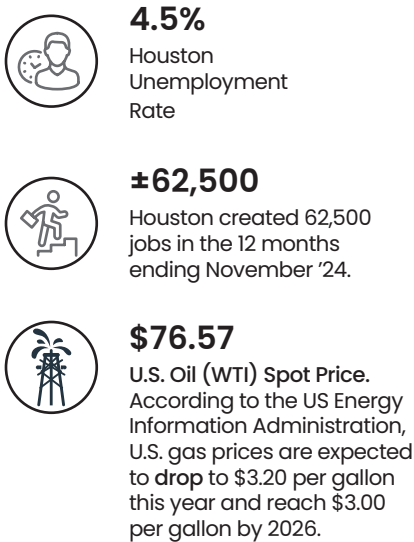 4.5%
Houston
Unemployment
Rate
±62,500
Houston created 62,500
jobs in the 12 months
ending November ’24.
$76.57
U.S. Oil (WTI) Spot Price.
According to the US Energy
Information Administration,
U.S. gas prices are expected
to drop to $3.20 per gallon
this year and reach $3.00
per gallon by 2026.